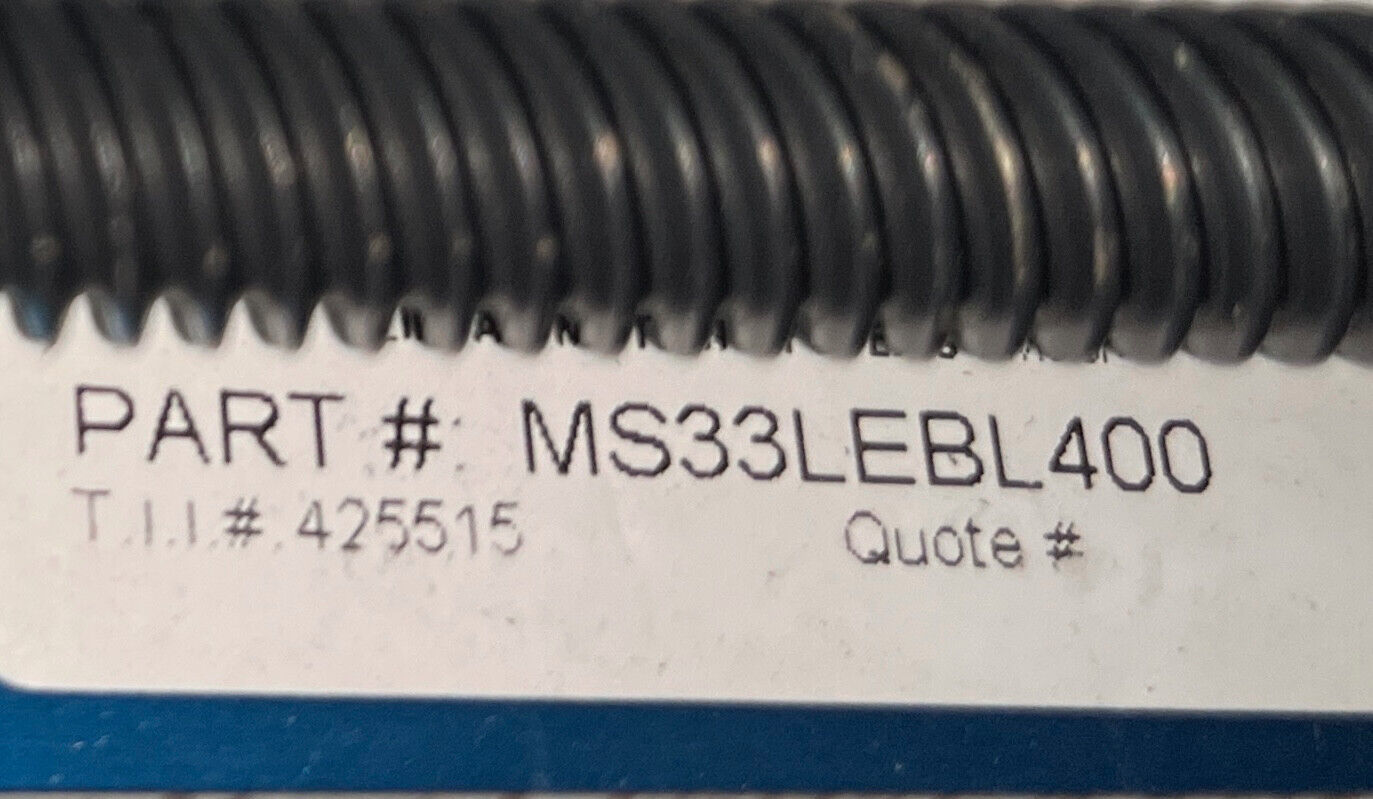 PART #: MS33LEBL400
T.I.I.# 425515 Quote #